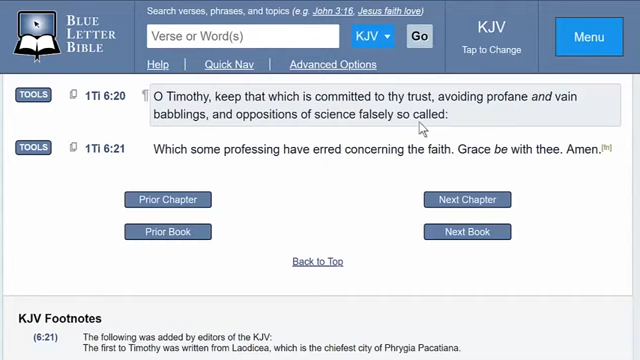 BLUE
LETTER
BIBLE
Search verses, phrases, and topics (e.g. John 3:16, Jesus faith love)
Verse or Word(s)
KJV
Go
Help
Quick Nav
Advanced Options
KJV
Tap to Change
Menu
TOOLS 1Ti 6:20 ¶ O Timothy, keep that which is committed to thy trust, avoiding profane and vain
babblings, and oppositions of science falsely so called:
TOOLS 1Ti 6:21 Which some professing have erred concerning the faith. Grace be with thee. Amen.[fn]
Prior Chapter
Next Chapter
Prior Book
Next Book
Back to Top
KJV Footnotes
(6:21) The following was added by editors of the KJV:
The first to Timothy was written from Laodicea, which is the chiefest city of Phrygia Pacatiana.